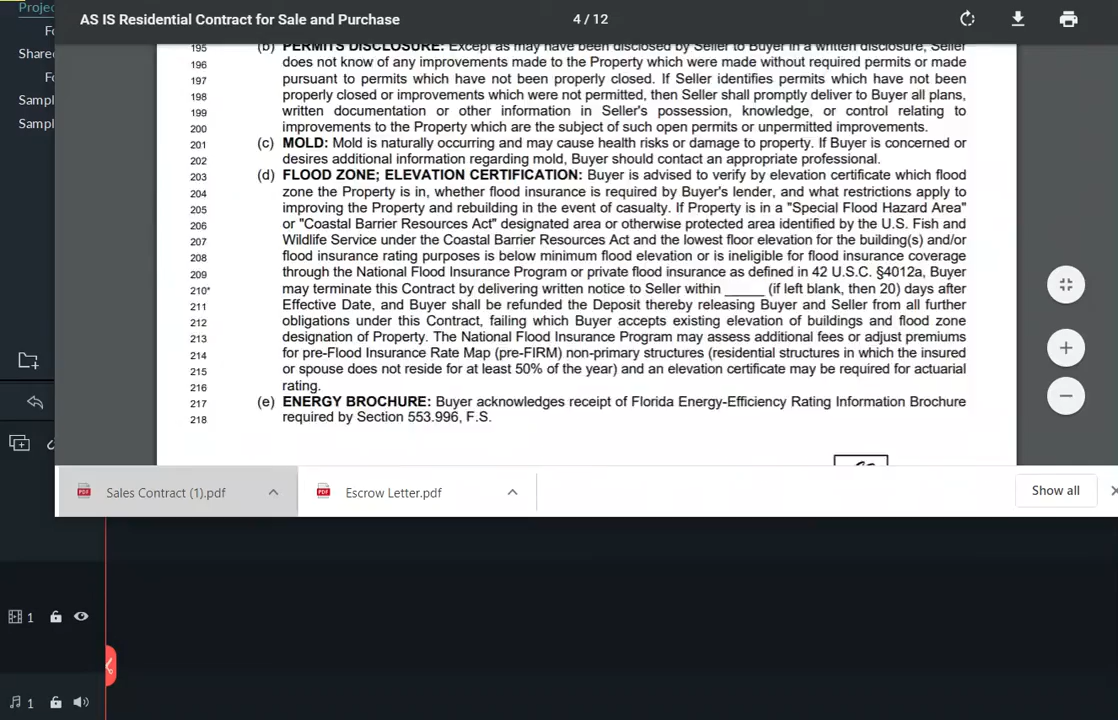 Projec
AS IS Residential Contract for Sale and Purchase
4 / 12
Fo
Share
Fo
Samp
Samp
195 (b) PERMITS DISCLOSURE: Except as may have been disclosed by Seller to Buyer in a written disclosure, Seller
196 does not know of any improvements made to the Property which were made without required permits or made
197 pursuant to permits which have not been properly closed. If Seller identifies permits which have not been
198 properly closed or improvements which were not permitted, then Seller shall promptly deliver to Buyer all plans,
199 written documentation or other information in Seller's possession, knowledge, or control relating to
200 improvements to the Property which are the subject of such open permits or unpermitted improvements.
201 (c) MOLD: Mold is naturally occurring and may cause health risks or damage to property. If Buyer is concerned or
202 desires additional information regarding mold, Buyer should contact an appropriate professional.
203 (d) FLOOD ZONE; ELEVATION CERTIFICATION: Buyer is advised to verify by elevation certificate which flood
204 zone the Property is in, whether flood insurance is required by Buyer's lender, and what restrictions apply to
205 improving the Property and rebuilding in the event of casualty. If Property is in a "Special Flood Hazard Area"
206 or "Coastal Barrier Resources Act" designated area or otherwise protected area identified by the U.S. Fish and
207 Wildlife Service under the Coastal Barrier Resources Act and the lowest floor elevation for the building(s) and/or
208 flood insurance rating purposes is below minimum flood elevation or is ineligible for flood insurance coverage
209 through the National Flood Insurance Program or private flood insurance as defined in 42 U.S.C. §4012a, Buyer
210* may terminate this Contract by delivering written notice to Seller within _____ (if left blank, then 20) days after
211 Effective Date, and Buyer shall be refunded the Deposit thereby releasing Buyer and Seller from all further
212 obligations under this Contract, failing which Buyer accepts existing elevation of buildings and flood zone
213 designation of Property. The National Flood Insurance Program may assess additional fees or adjust premiums
214 for pre-Flood Insurance Rate Map (pre-FIRM) non-primary structures (residential structures in which the insured
215 or spouse does not reside for at least 50% of the year) and an elevation certificate may be required for actuarial
216 rating.
217 (e) ENERGY BROCHURE: Buyer acknowledges receipt of Florida Energy-Efficiency Rating Information Brochure
218 required by Section 553.996, F.S.
Sales Contract (1).pdf
Escrow Letter.pdf
Show all
1
1